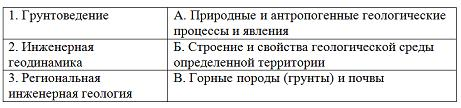 1. Грунтоведение
А. Природные и антропогенные геологические
процессы и явления
2. Инженерная
геодинамика
Б. Строение и свойства геологической среды
определенной территории
3. Региональная
инженерная геология
В. Горные породы (грунты) и почвы